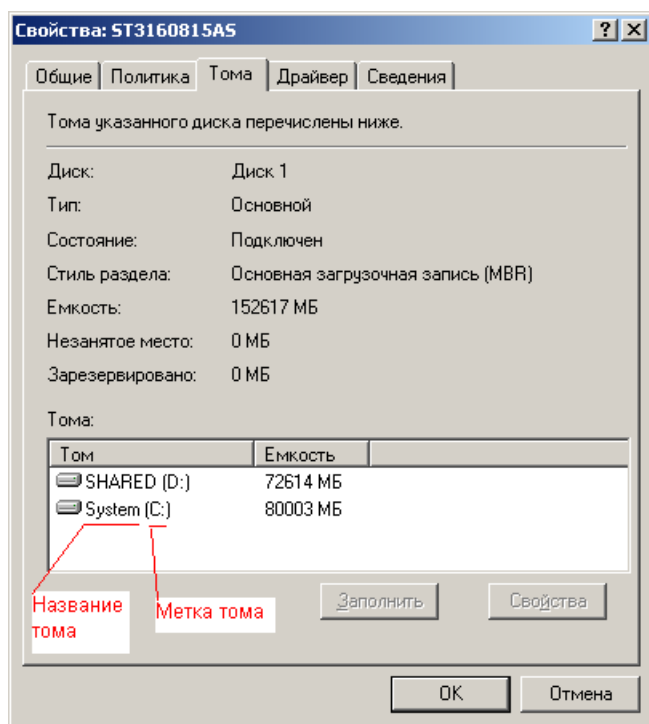 Свойства: ST3160815AS
Общие Политика Тома Драйвер Сведения
Тома указанного диска перечислены ниже.
Диск: Диск 1
Тип: Основной
Состояние: Подключен
Стиль раздела: Основная загрузочная запись (MBR)
Емкость: 152617 МБ
Незанятое место: 0 МБ
Зарезервировано: 0 МБ
Тома:
Том Емкость
SHARED (D:) 72614 МБ
System (C:) 80003 МБ
Название тома
Метка тома
Заполнить Свойства
OK Отмена